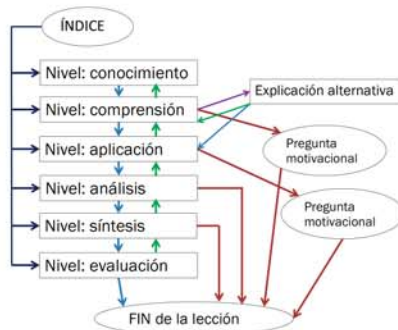 ÍNDICE
Nivel: conocimiento
Nivel: comprensión
Explicación alternativa
Nivel: aplicación
Pregunta
motivacional
Nivel: análisis
Pregunta
motivacional
Nivel: síntesis
Nivel: evaluación
FIN de la lección